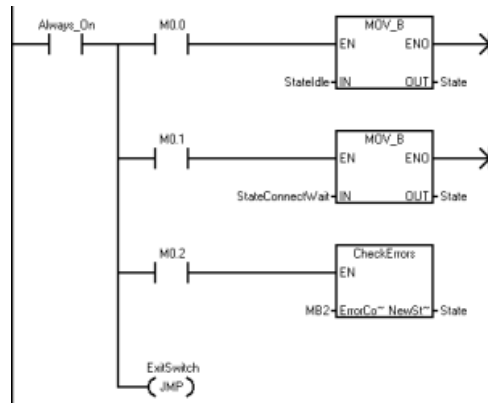 Always_On
M0.0
MOV_B
EN ENO
StateIdle IN OUT State
M0.1
MOV_B
EN ENO
StateConnectWait IN OUT State
M0.2
CheckErrors
EN
MB2 ErrorCo~ NewSt~ State
ExitSwitch
JMP